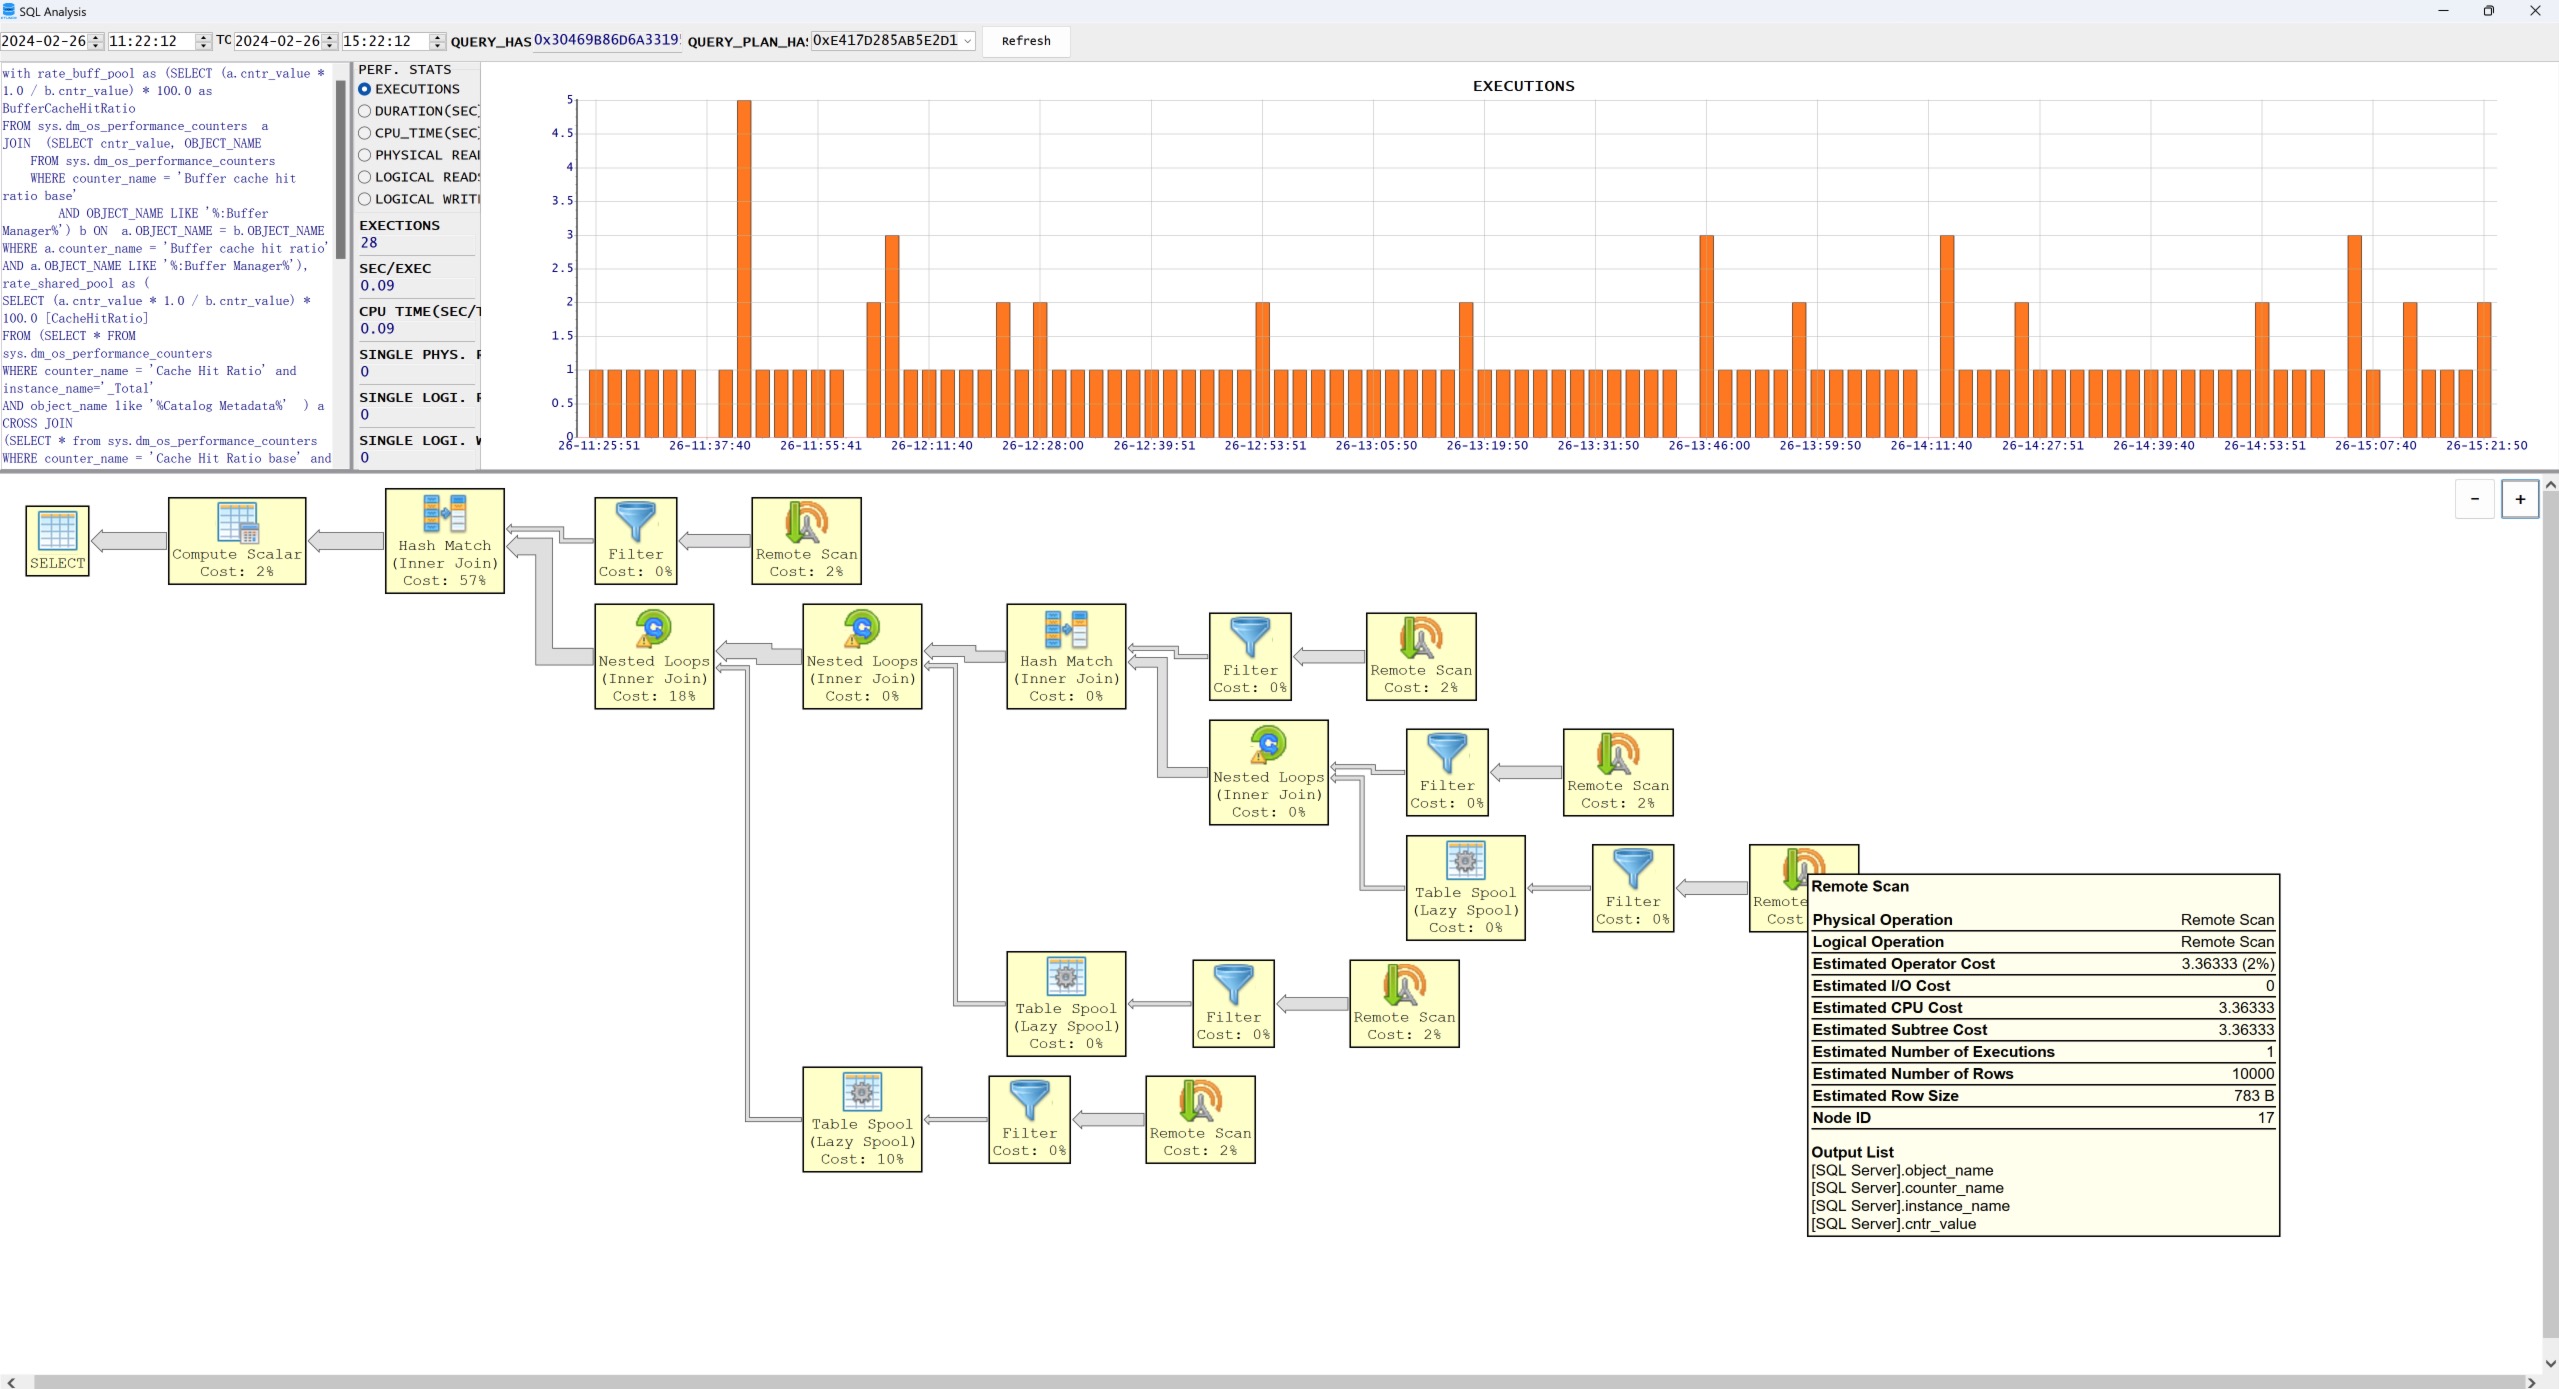 SQL Analysis
2024-02-26 11:22:12 TO 2024-02-26 15:22:12 QUERY_HAS 0x30469B86D6A3319 QUERY_PLAN_HA 0xE417D285AB5E2D1 Refresh
with rate_buff_pool as (SELECT (a.cntr_value *
1.0 / b.cntr_value) * 100.0 as
BufferCacheHitRatio
FROM sys.dm_os_performance_counters a
JOIN (SELECT cntr_value, OBJECT_NAME
FROM sys.dm_os_performance_counters
WHERE counter_name = 'Buffer cache hit
ratio base'
AND OBJECT_NAME LIKE '%:Buffer
Manager%') b ON a.OBJECT_NAME = b.OBJECT_NAME
WHERE a.counter_name = 'Buffer cache hit ratio'
AND a.OBJECT_NAME LIKE '%:Buffer Manager%'),
rate_shared_pool as (
SELECT (a.cntr_value * 1.0 / b.cntr_value) *
100.0 [CacheHitRatio]
FROM (SELECT * FROM
sys.dm_os_performance_counters
WHERE counter_name = 'Cache Hit Ratio' and
instance_name='_Total'
AND object_name like '%Catalog Metadata%' ) a
CROSS JOIN
(SELECT * from sys.dm_os_performance_counters
WHERE counter_name = 'Cache Hit Ratio base' and
PERF. STATS
EXECUTIONS
DURATION(SEC
CPU_TIME(SEC
PHYSICAL REA
LOGICAL READ
LOGICAL WRIT
EXECTIONS
28
SEC/EXEC
0.09
CPU TIME(SEC/
0.09
SINGLE PHYS.
0
SINGLE LOGI.
0
SINGLE LOGI.
0
EXECUTIONS
5
4.5
4
3.5
3
2.5
2
1.5
1
0.5
0
26-11:25:51 26-11:37:40 26-11:55:41 26-12:11:40 26-12:28:00 26-12:39:51 26-12:53:51 26-13:05:50 26-13:19:50 26-13:31:50 26-13:46:00 26-13:59:50 26-14:11:40 26-14:27:51 26-14:39:40 26-14:53:51 26-15:07:40 26-15:21:50
- +
SELECT
Compute Scalar
Cost: 2%
Hash Match
(Inner Join)
Cost: 57%
Filter
Cost: 0%
Remote Scan
Cost: 2%
Nested Loops
(Inner Join)
Cost: 18%
Nested Loops
(Inner Join)
Cost: 0%
Hash Match
(Inner Join)
Cost: 0%
Filter
Cost: 0%
Remote Scan
Cost: 2%
Nested Loops
(Inner Join)
Cost: 0%
Filter
Cost: 0%
Remote Scan
Cost: 2%
Table Spool
(Lazy Spool)
Cost: 0%
Filter
Cost: 0%
Remote
Cost
Table Spool
(Lazy Spool)
Cost: 0%
Filter
Cost: 0%
Remote Scan
Cost: 2%
Table Spool
(Lazy Spool)
Cost: 10%
Filter
Cost: 0%
Remote Scan
Cost: 2%
Remote Scan
Physical Operation Remote Scan
Logical Operation Remote Scan
Estimated Operator Cost 3.36333 (2%)
Estimated I/O Cost 0
Estimated CPU Cost 3.36333
Estimated Subtree Cost 3.36333
Estimated Number of Executions 1
Estimated Number of Rows 10000
Estimated Row Size 783 B
Node ID 17
Output List
[SQL Server].object_name
[SQL Server].counter_name
[SQL Server].instance_name
[SQL Server].cntr_value